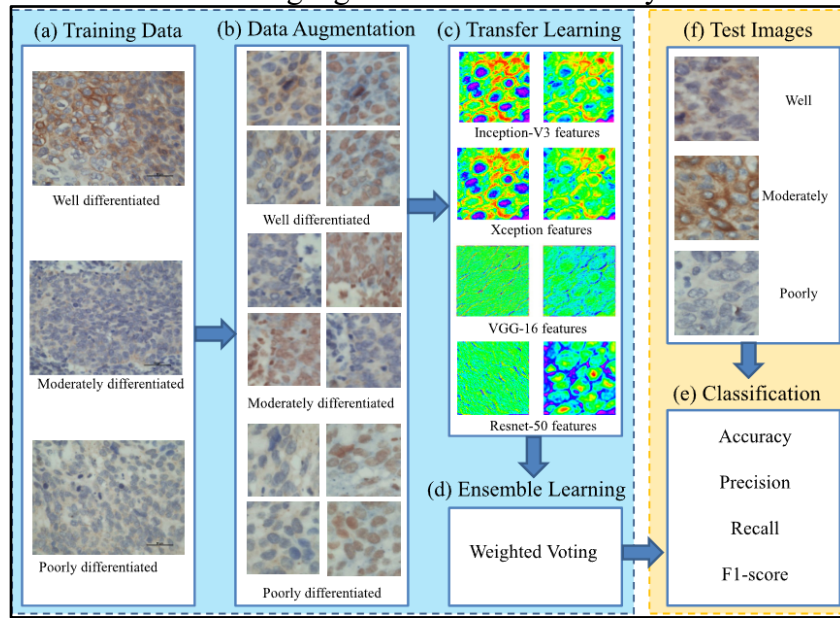 (a) Training Data
Well differentiated
Moderately differentiated
Poorly differentiated
(b) Data Augmentation
Well differentiated
Moderately differentiated
Poorly differentiated
(c) Transfer Learning
Inception-V3 features
Xception features
VGG-16 features
Resnet-50 features
(d) Ensemble Learning
Weighted Voting
(f) Test Images
Well
Moderately
Poorly
(e) Classification
Accuracy
Precision
Recall
F1-score